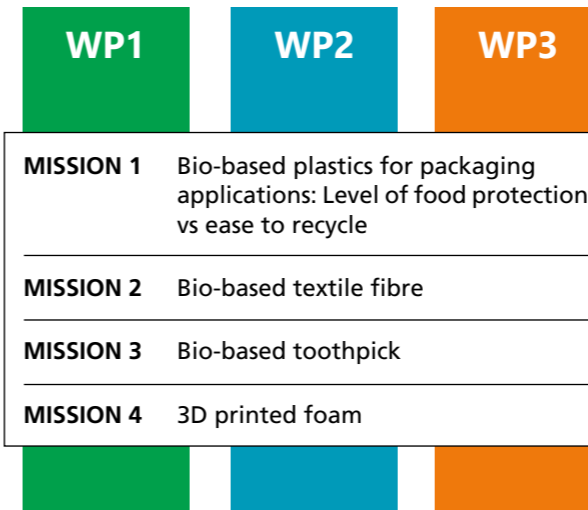 WP1 WP2 WP3
MISSION 1 Bio-based plastics for packaging
applications: Level of food protection
vs ease to recycle
MISSION 2 Bio-based textile fibre
MISSION 3 Bio-based toothpick
MISSION 4 3D printed foam